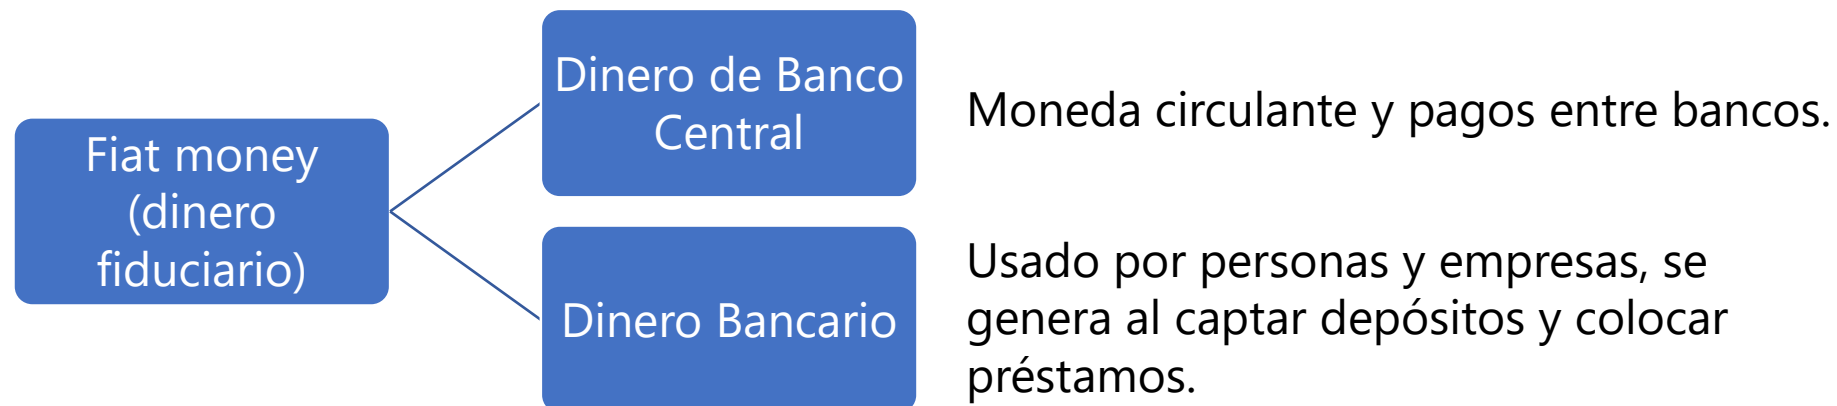 Fiat money
(dinero
fiduciario)
Dinero de Banco
Central
Moneda circulante y pagos entre bancos.
Dinero Bancario
Usado por personas y empresas, se
genera al captar depósitos y colocar
préstamos.